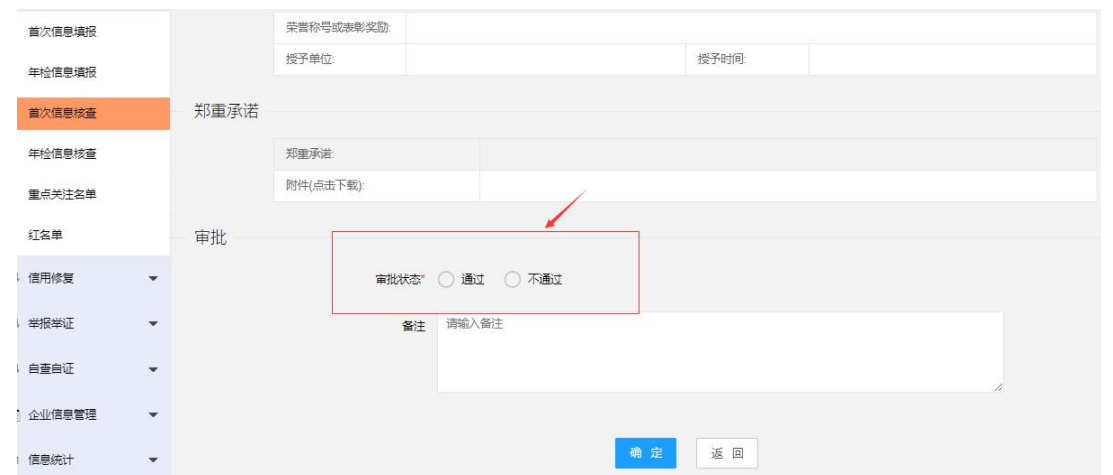 首次信息填报
年检信息填报
首次信息核查
年检信息核查
重点关注名单
红名单
信用修复
举报举证
自查自证
企业信息管理
信息统计
荣誉称号或表彰奖励:
授予单位: 授予时间:
郑重承诺
郑重承诺:
附件(点击下载):
审批
审批状态* 通过 不通过
备注 请输入备注
确 定 返 回